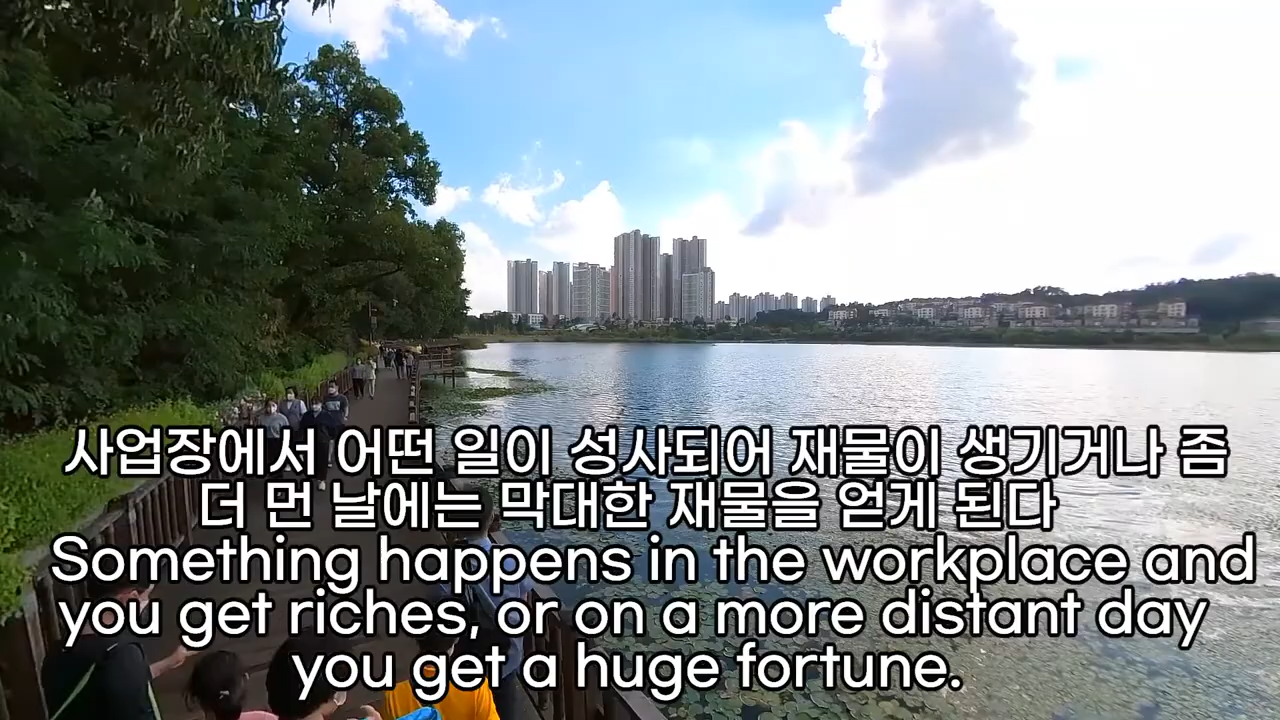 사업장에서 어떤 일이 성사되어 재물이 생기거나 좀
더 먼 날에는 막대한 재물을 얻게 된다
Something happens in the workplace and
you get riches, or on a more distant day
you get a huge fortune.